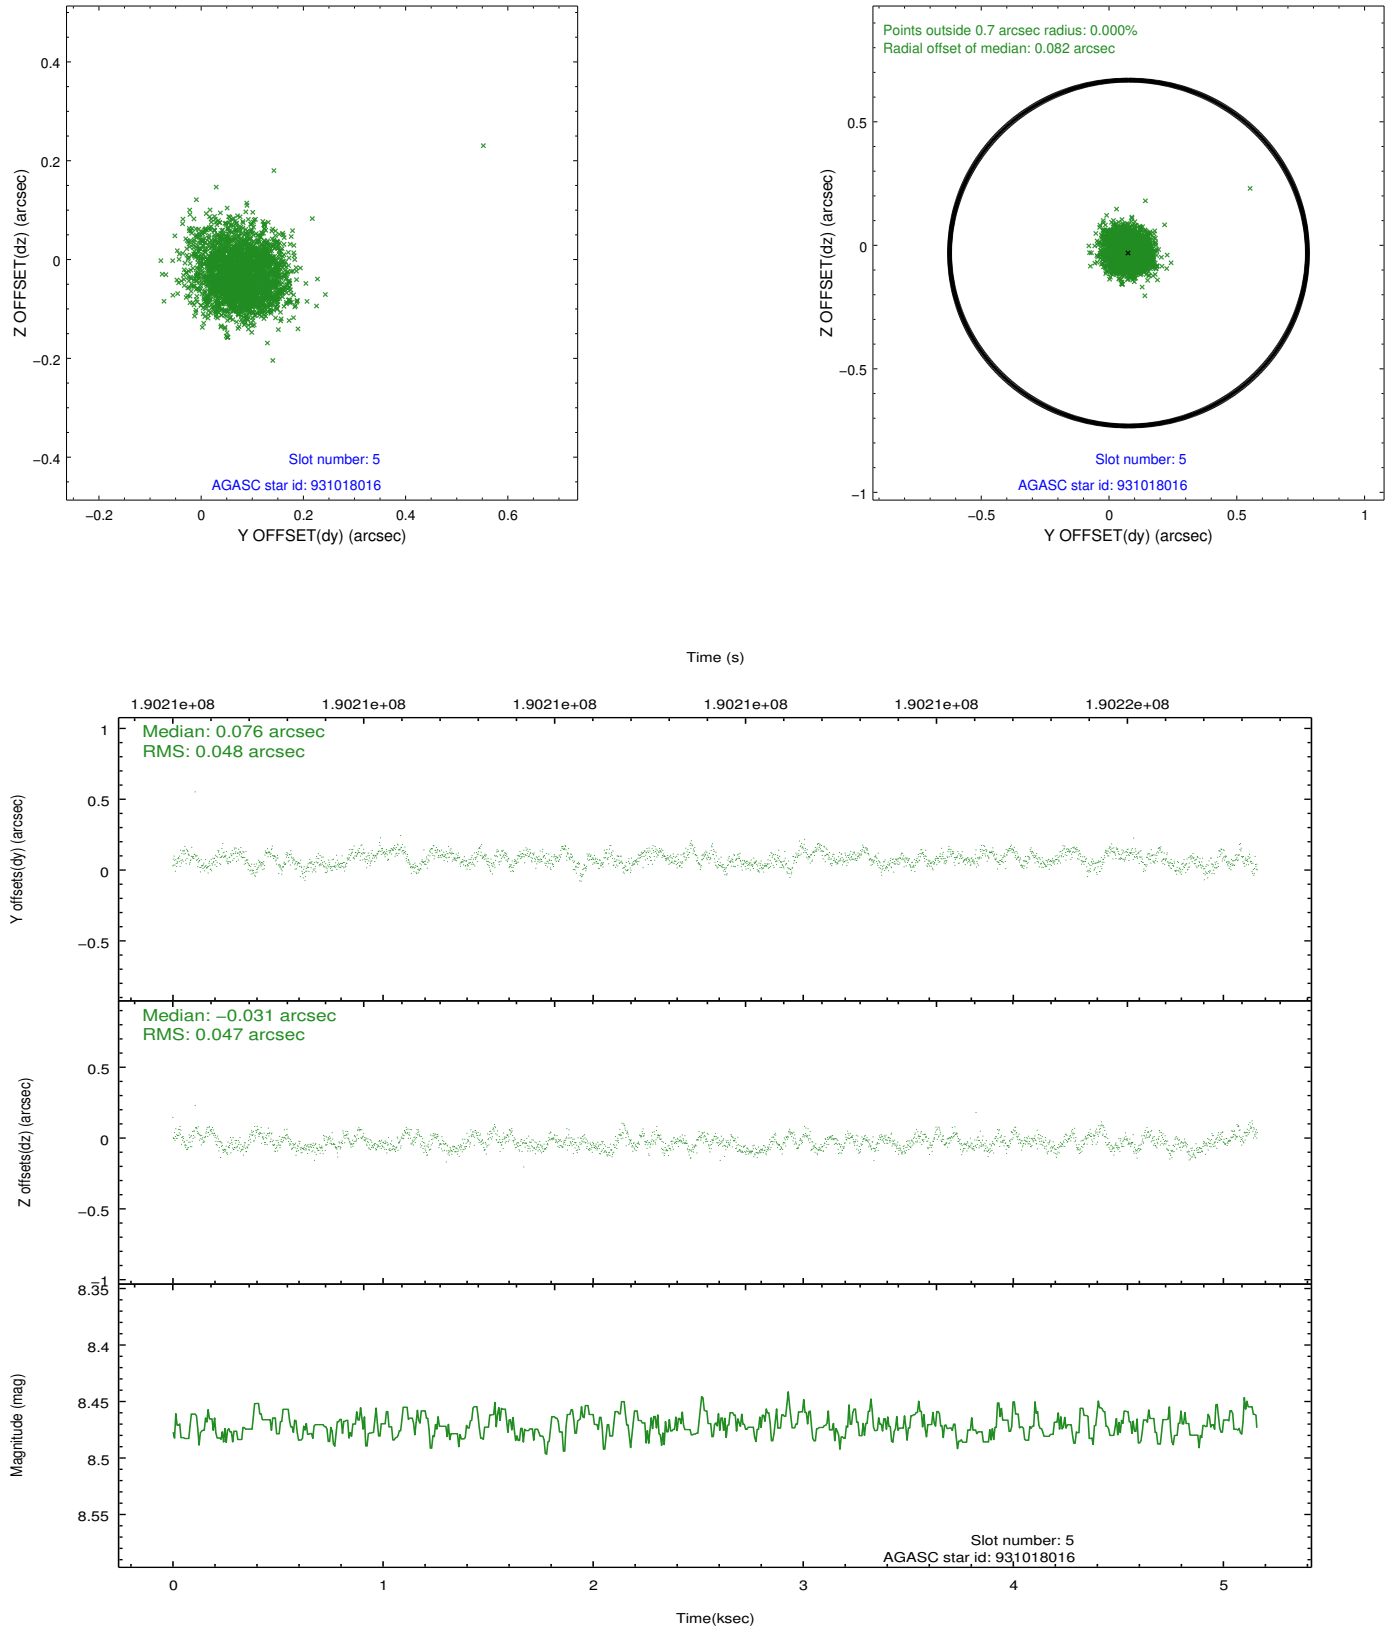 0.4
0.2
0
−0.2
−0.4
Z OFFSET(dz) (arcsec)
Slot number: 5
AGASC star id: 931018016
−0.2 0 0.2 0.4 0.6
Y OFFSET(dy) (arcsec)
Points outside 0.7 arcsec radius: 0.000%
Radial offset of median: 0.082 arcsec
0.5
0
−0.5
−1
Z OFFSET(dz) (arcsec)
Slot number: 5
AGASC star id: 931018016
−0.5 0 0.5 1
Y OFFSET(dy) (arcsec)
Time (s)
1.9021e+08 1.9021e+08 1.9021e+08 1.9021e+08 1.9021e+08 1.9022e+08
Median: 0.076 arcsec
RMS: 0.048 arcsec
1
0.5
0
−0.5
Y offsets(dy) (arcsec)
Median: −0.031 arcsec
RMS: 0.047 arcsec
0.5
0
−0.5
−1
Z offsets(dz) (arcsec)
8.35
8.4
8.45
8.5
8.55
Magnitude (mag)
Slot number: 5
AGASC star id: 931018016
0 1 2 3 4 5
Time(ksec)